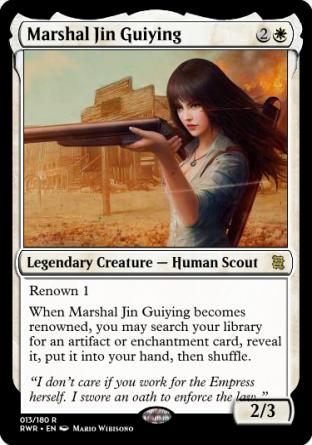 Marshal Jin Guiying 2
Legendary Creature — Human Scout
Renown 1
When Marshal Jin Guiying becomes
renowned, you may search your library
for an artifact or enchantment card, reveal
it, put it into your hand, then shuffle.
“I don't care if you work for the Empress
herself. I swore an oath to enforce the law.”
2/3
013/180 R
RWR • EN Mario Wibisono